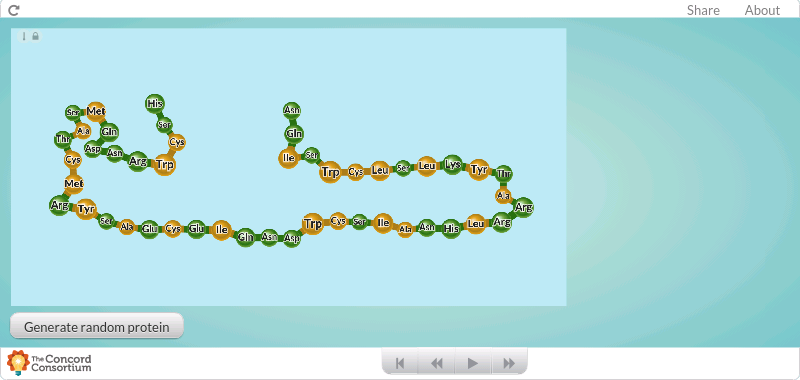 Share
About
His
Ser
Cys
Trp
Arg
Asn
Asp
Gln
Met
Ser
Ala
Thr
Cys
Met
Arg
Tyr
Ser
Ala
Glu
Cys
Glu
Ile
Gln
Asn
Asp
Trp
Cys
Ser
Ile
Ala
Asn
His
Leu
Arg
Arg
Ala
Thr
Tyr
Lys
Leu
Ser
Leu
Cys
Trp
Ser
Ile
Gln
Asn
Generate random protein
The Concord
Consortium